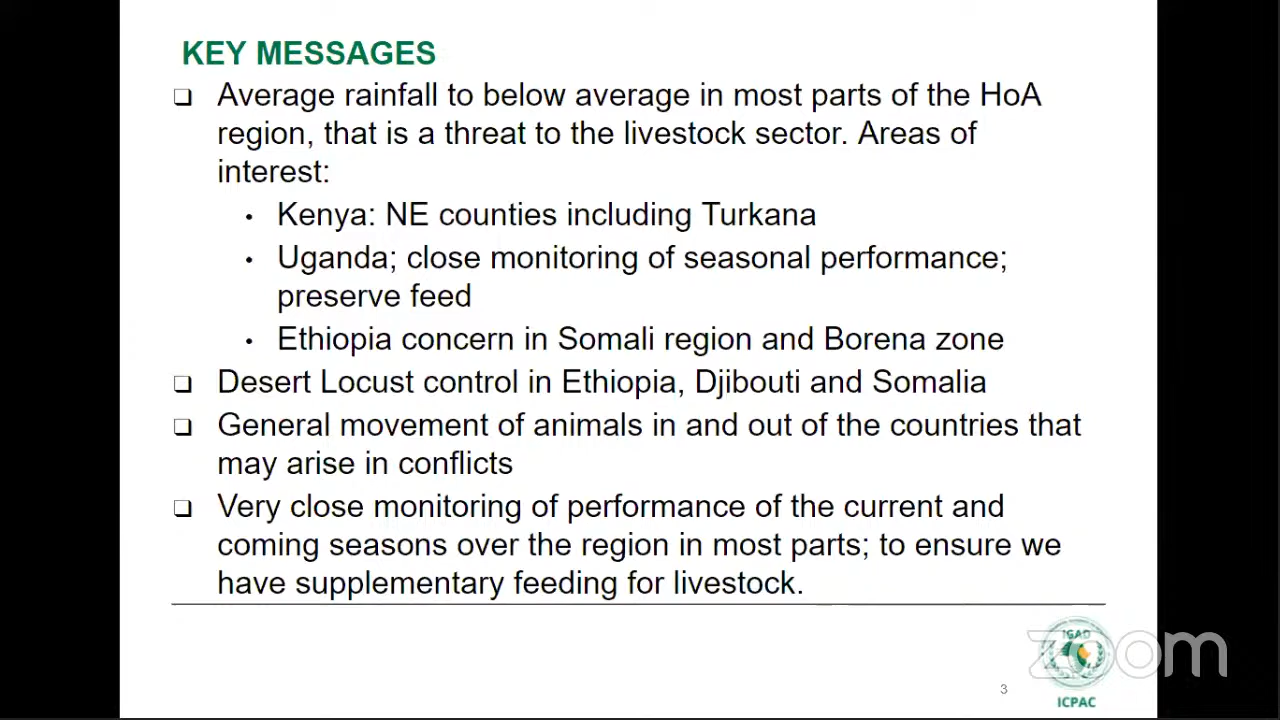 KEY MESSAGES
❑ Average rainfall to below average in most parts of the HoA
region, that is a threat to the livestock sector. Areas of
interest:
• Kenya: NE counties including Turkana
• Uganda; close monitoring of seasonal performance;
preserve feed
• Ethiopia concern in Somali region and Borena zone
❑ Desert Locust control in Ethiopia, Djibouti and Somalia
❑ General movement of animals in and out of the countries that
may arise in conflicts
❑ Very close monitoring of performance of the current and
coming seasons over the region in most parts; to ensure we
have supplementary feeding for livestock.
IGAD
zoom
3
ICPAC